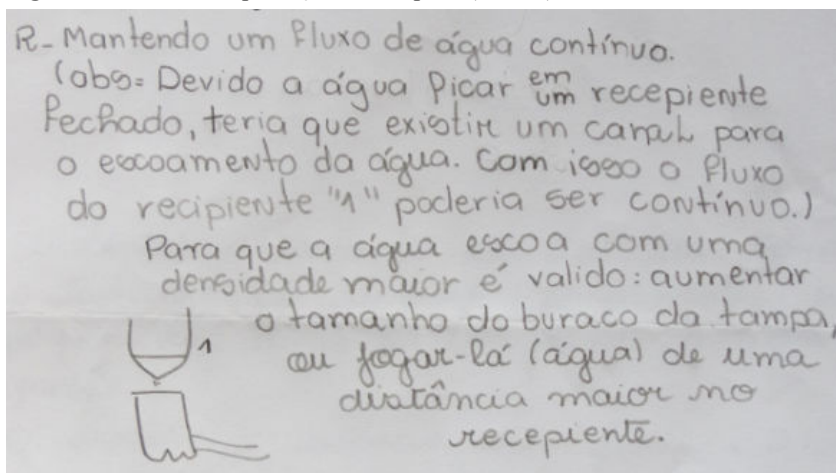 R- Mantendo um fluxo de água contínuo.
(obs= Devido a água ficar em um recepiente
fechado, teria que existir um canal para
o escoamento da água. Com isso o fluxo
do recipiente "1" poderia ser contínuo.)
Para que a água escoa com uma
densidade maior é valido: aumentar
o tamanho do buraco da tampa,
ou jogar-lá (água) de uma
distância maior no
recepiente.
1